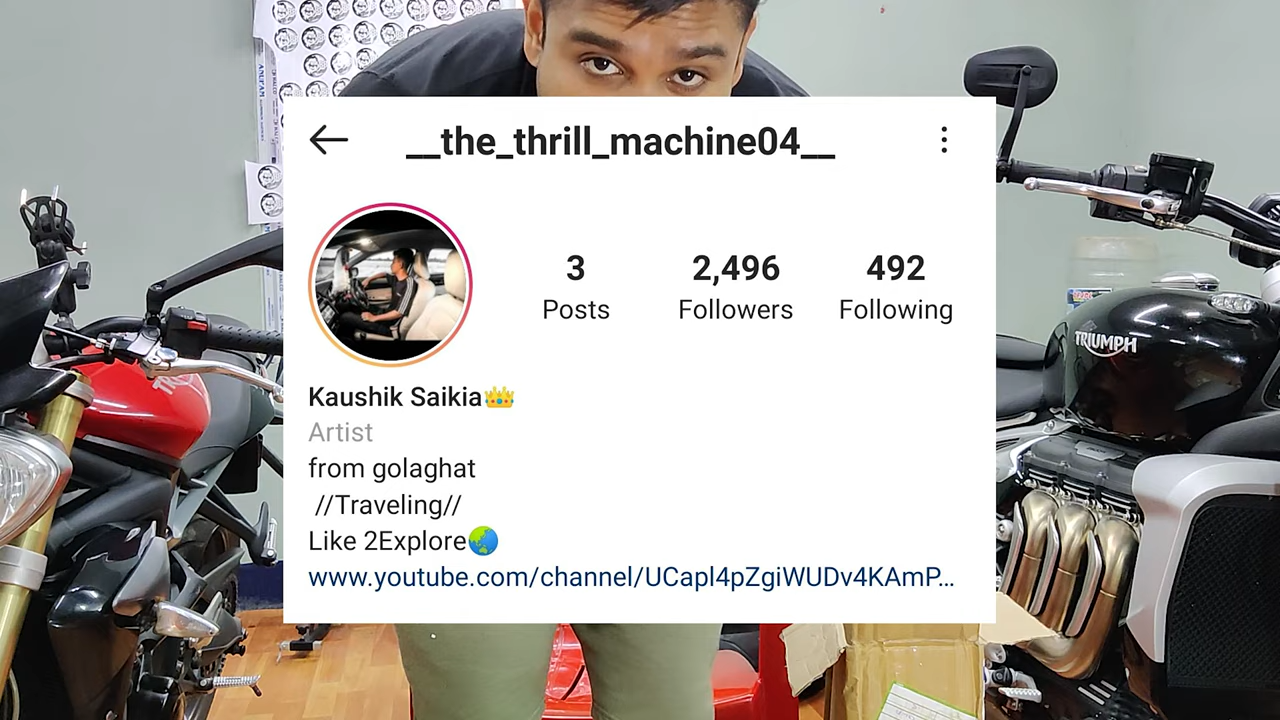 __the_thrill_machine04__
3
Posts
2,496
Followers
492
Following
Kaushik Saikia👑
Artist
from golaghat
//Traveling//
Like 2Explore🌏
www.youtube.com/channel/UCapl4pZgiWUDv4KAmP...
TRIUMPH